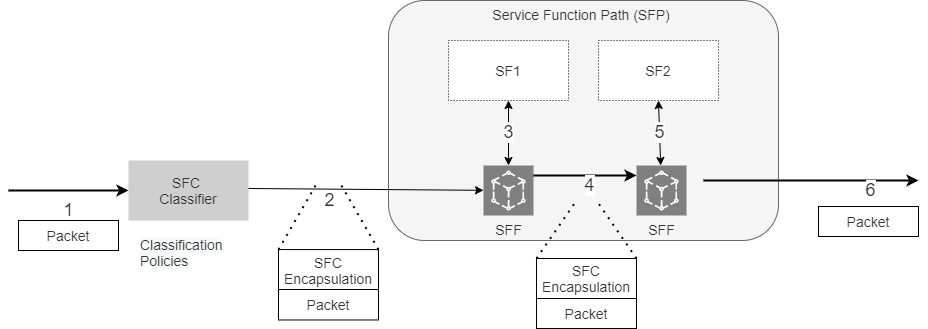 Service Function Path (SFP)
SF1
SF2
3
5
SFC
Classifier
1
2
4
6
Packet
SFF
SFF
Packet
Classification
Policies
SFC
Encapsulation
Packet
SFC
Encapsulation
Packet